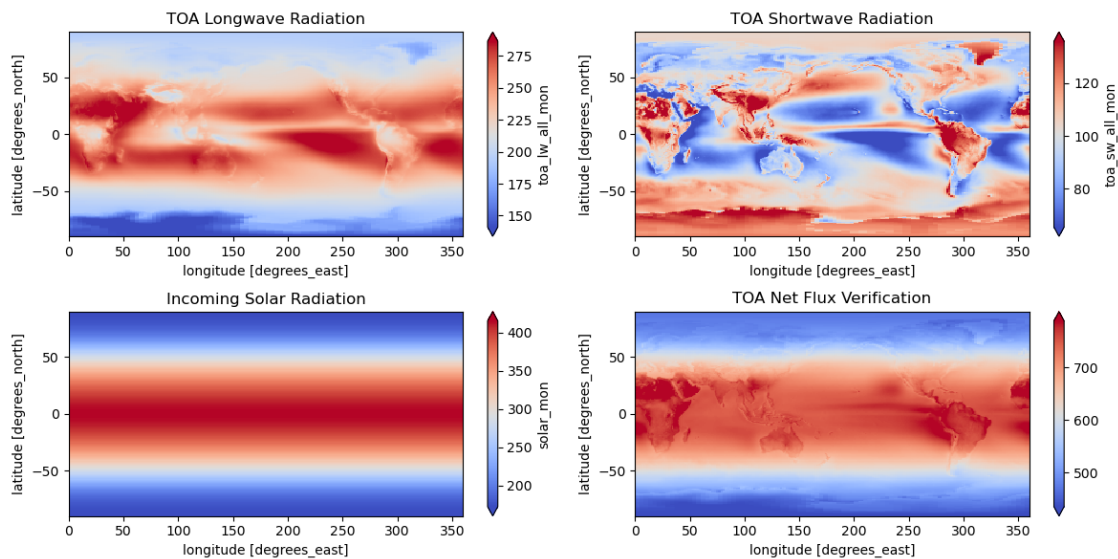 TOA Longwave Radiation
latitude [degrees_north]
50
0
−50
0 50 100 150 200 250 300 350
longitude [degrees_east]
275
250
225
200
175
150
toa_lw_all_mon
TOA Shortwave Radiation
latitude [degrees_north]
50
0
−50
0 50 100 150 200 250 300 350
longitude [degrees_east]
120
100
80
toa_sw_all_mon
Incoming Solar Radiation
latitude [degrees_north]
50
0
−50
0 50 100 150 200 250 300 350
longitude [degrees_east]
400
350
300
250
200
solar_mon
TOA Net Flux Verification
latitude [degrees_north]
50
0
−50
0 50 100 150 200 250 300 350
longitude [degrees_east]
700
600
500